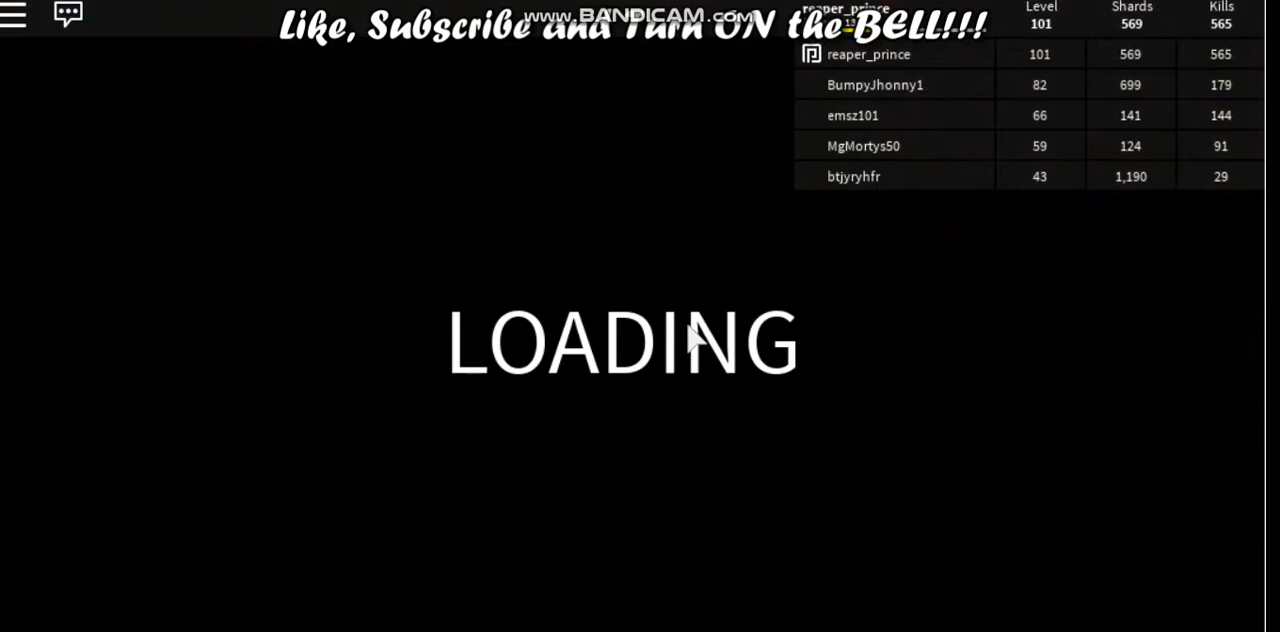 www.BANDICAM.com
Like, Subscribe and Turn ON the BELL!!!
reaper_prince
Level Shards Kills
101 569 565
reaper_prince 101 569 565
BumpyJhonny1 82 699 179
emsz101 66 141 144
MgMortys50 59 124 91
btjyryhfr 43 1,190 29
LOADING